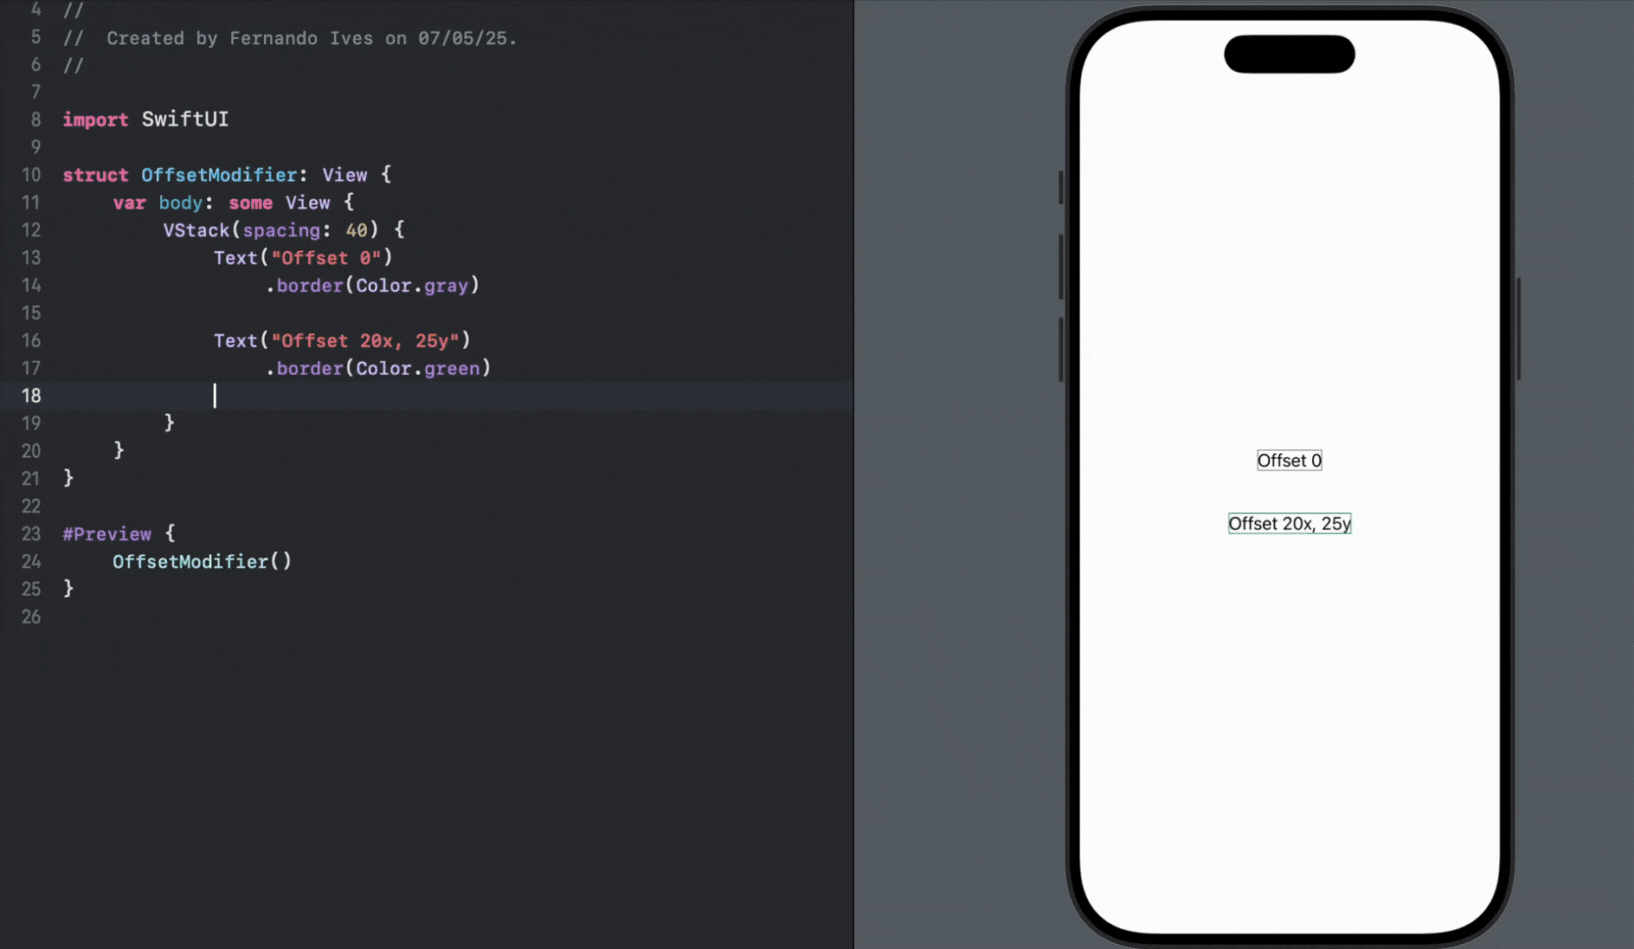 4 //
5 //  Created by Fernando Ives on 07/05/25.
6 //
7
8 import SwiftUI
9
10 struct OffsetModifier: View {
11     var body: some View {
12         VStack(spacing: 40) {
13             Text("Offset 0")
14                 .border(Color.gray)
15
16             Text("Offset 20x, 25y")
17                 .border(Color.green)
18
19         }
20     }
21 }
22
23 #Preview {
24     OffsetModifier()
25 }
26
Offset 0
Offset 20x, 25y